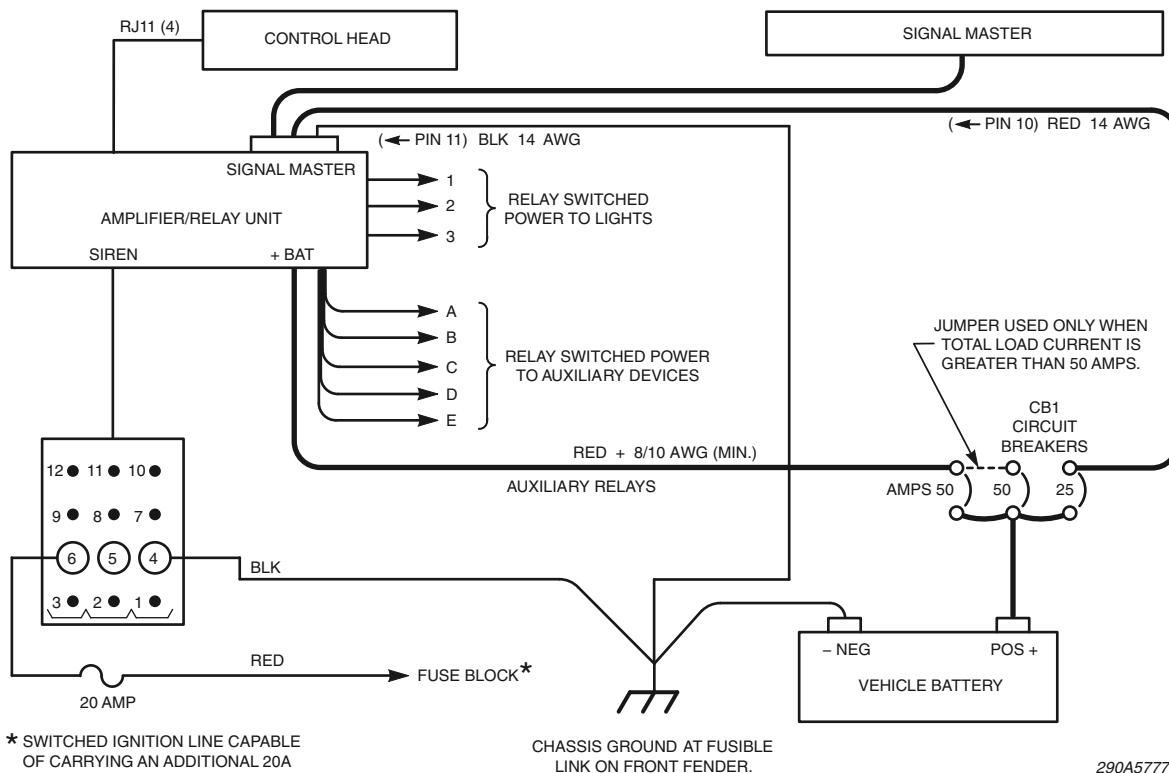 RJ11 (4)
CONTROL HEAD
SIGNAL MASTER
(← PIN 10) RED 14 AWG
(← PIN 11) BLK 14 AWG
SIGNAL MASTER
AMPLIFIER/RELAY UNIT
SIREN
+ BAT
1
2
3
RELAY SWITCHED
POWER TO LIGHTS
A
B
C
D
E
RELAY SWITCHED POWER
TO AUXILIARY DEVICES
JUMPER USED ONLY WHEN
TOTAL LOAD CURRENT IS
GREATER THAN 50 AMPS.
CB1
CIRCUIT
BREAKERS
RED + 8/10 AWG (MIN.)
AUXILIARY RELAYS
AMPS 50 50 25
12 11 10
9 8 7
6 5 4
3 2 1
BLK
RED
FUSE BLOCK*
20 AMP
– NEG
POS +
VEHICLE BATTERY
* SWITCHED IGNITION LINE CAPABLE
OF CARRYING AN ADDITIONAL 20A
CHASSIS GROUND AT FUSIBLE
LINK ON FRONT FENDER.
290A5777